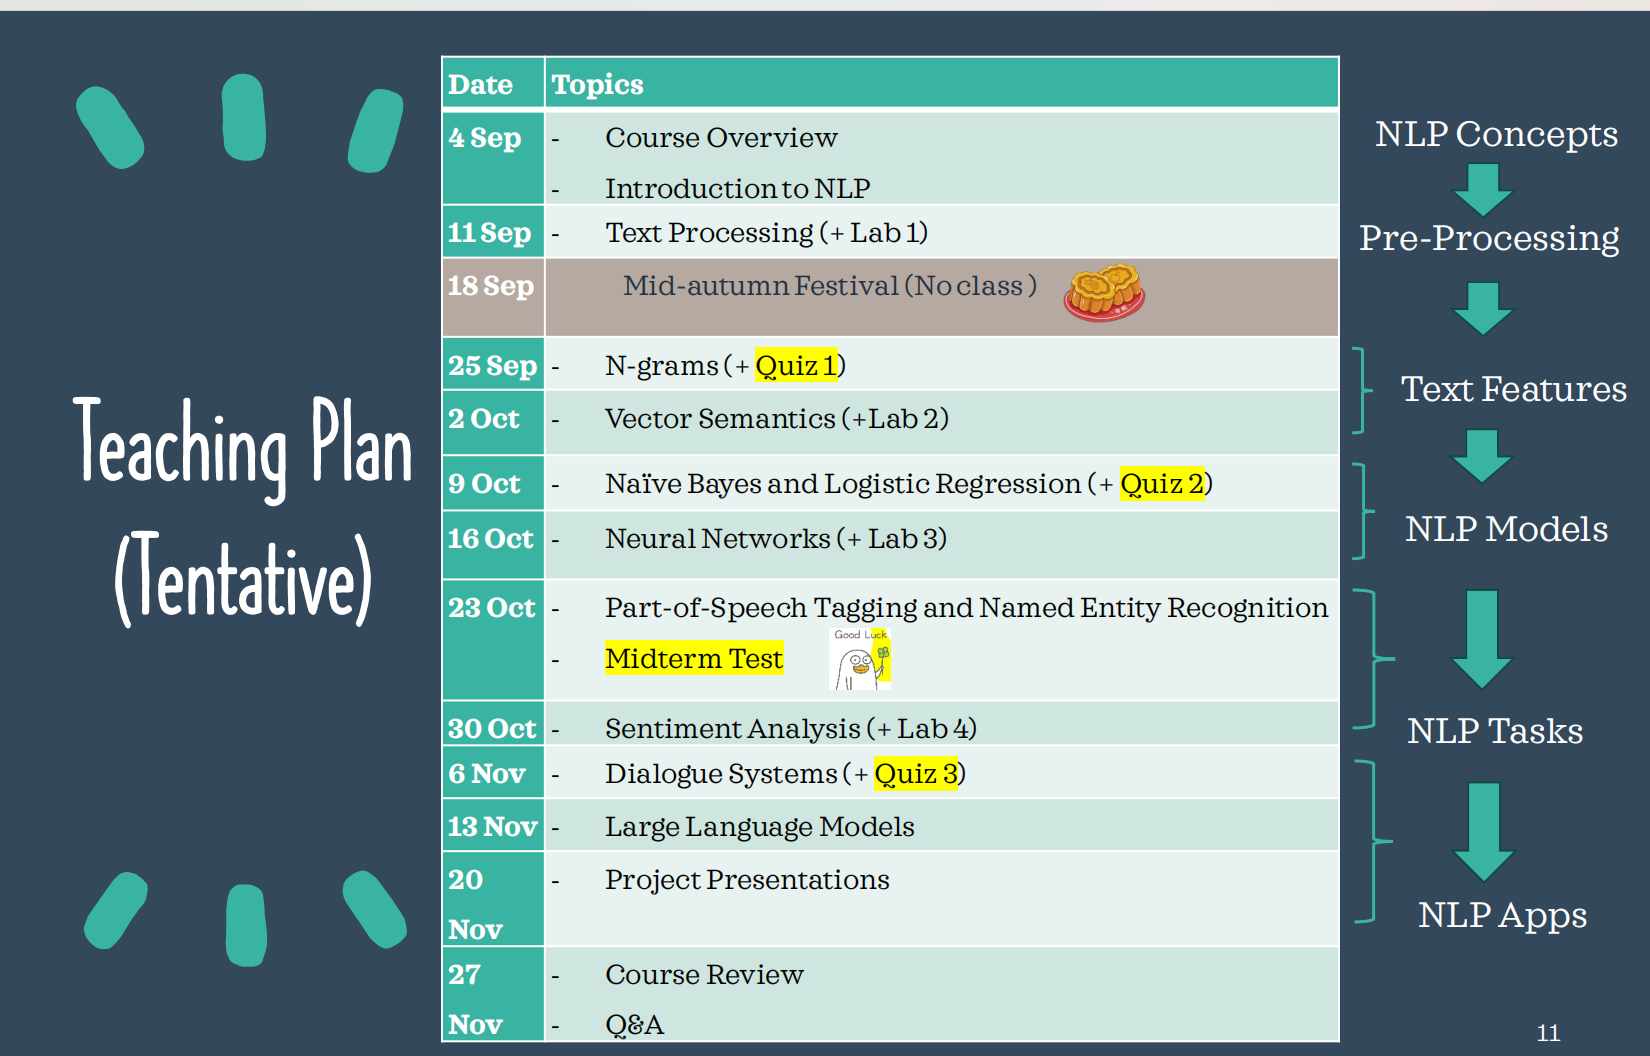 Teaching Plan
(Tentative)
Date Topics
4 Sep - Course Overview
- Introduction to NLP
11 Sep - Text Processing (+ Lab 1)
18 Sep Mid-autumn Festival (No class )
25 Sep - N-grams (+ Quiz 1)
2 Oct - Vector Semantics (+Lab 2)
9 Oct - Naïve Bayes and Logistic Regression (+ Quiz 2)
16 Oct - Neural Networks (+ Lab 3)
23 Oct - Part-of-Speech Tagging and Named Entity Recognition
- Midterm Test
Good Luck
30 Oct - Sentiment Analysis (+ Lab 4)
6 Nov - Dialogue Systems (+ Quiz 3)
13 Nov - Large Language Models
20 - Project Presentations
Nov
27 - Course Review
Nov - Q&A
NLP Concepts
Pre-Processing
Text Features
NLP Models
NLP Tasks
NLP Apps
11